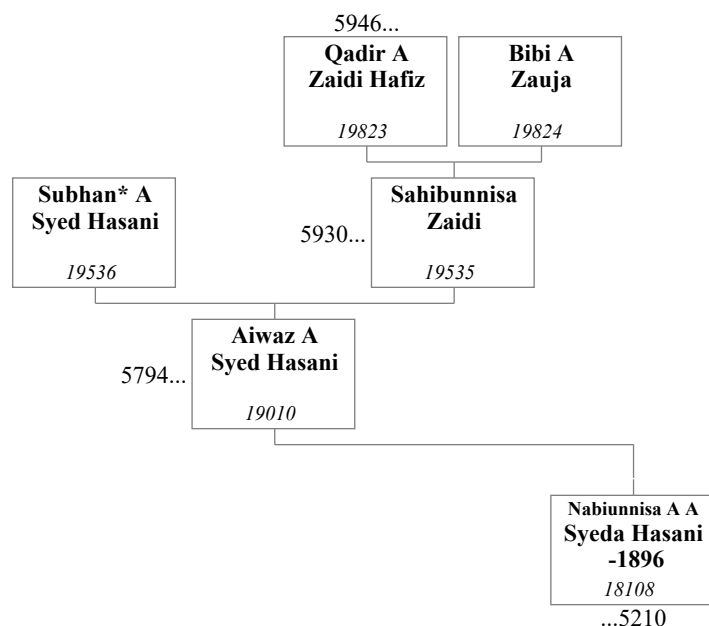 5946...
Qadir A
Zaidi Hafiz
19823
Bibi A
Zauja
19824
Subhan* A
Syed Hasani
19536
5930...
Sahibunnisa
Zaidi
19535
5794...
Aiwaz A
Syed Hasani
19010
Nabiunnisa A A
Syeda Hasani
-1896
18108
...5210